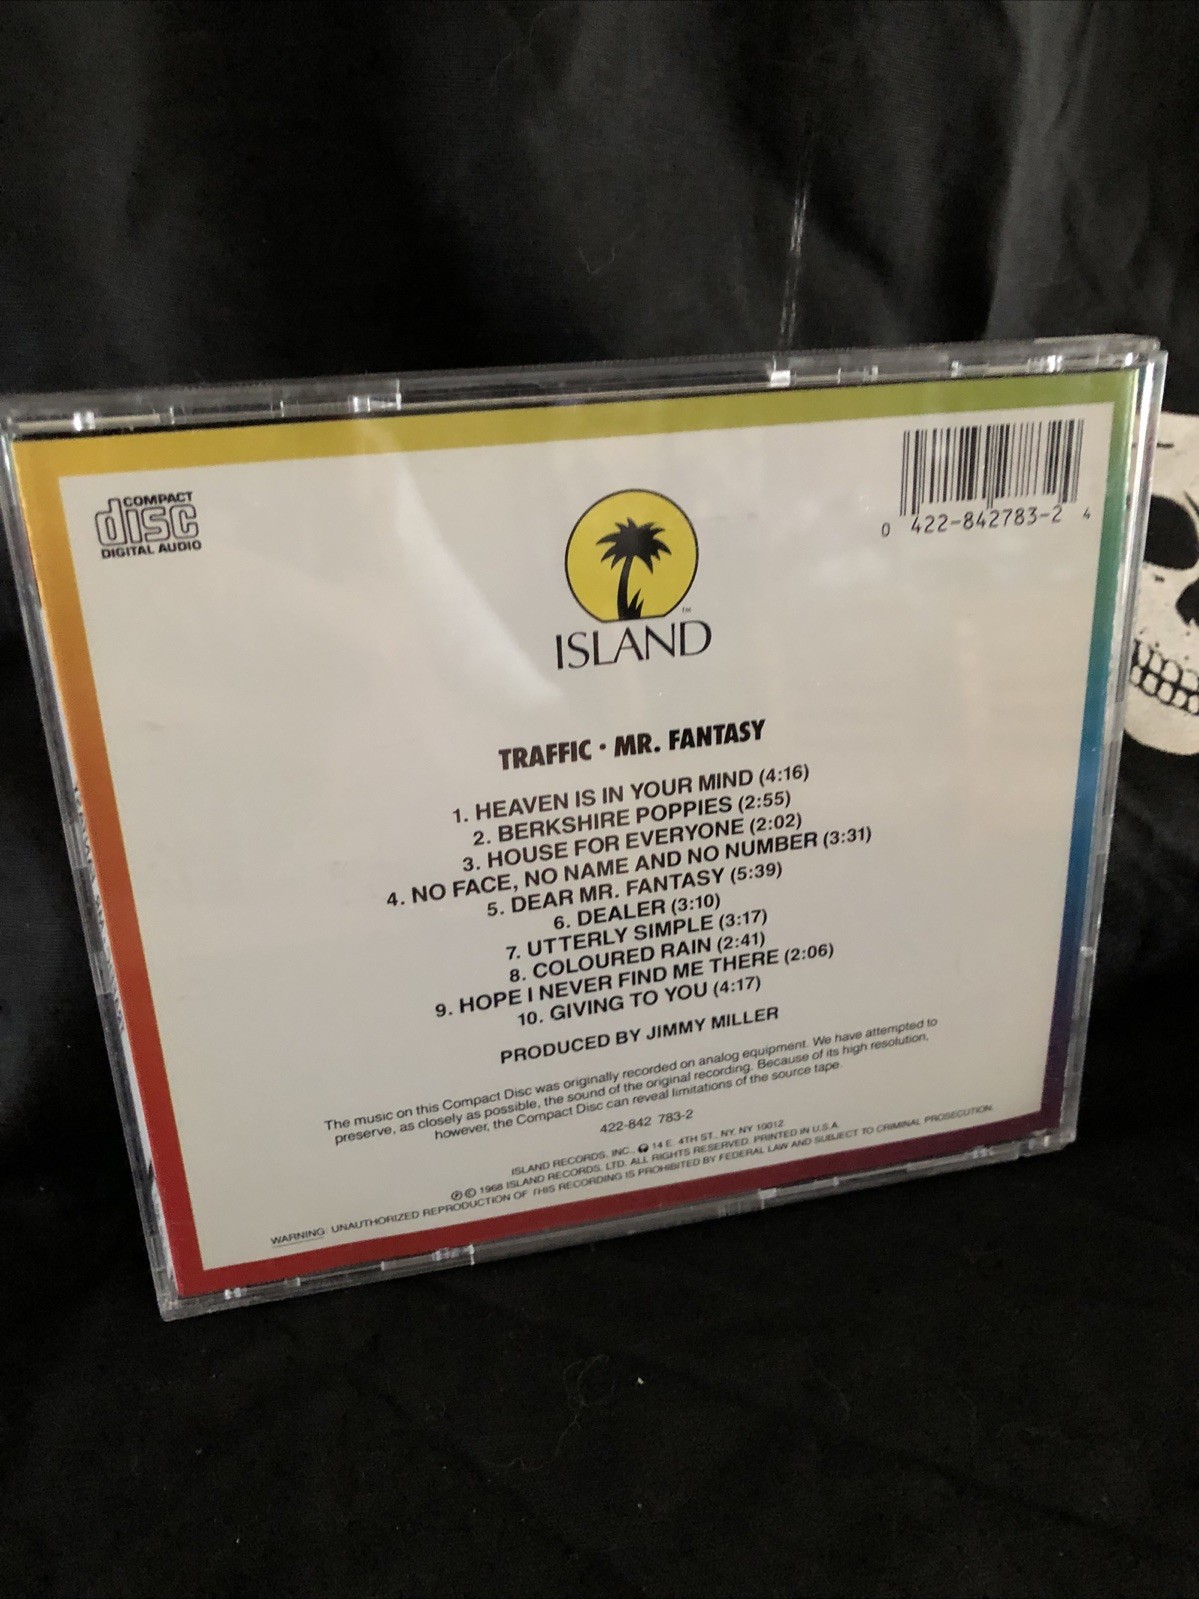 COMPACT
disc
DIGITAL AUDIO
0 422-842783-2 4
ISLAND™
TRAFFIC · MR. FANTASY
1. HEAVEN IS IN YOUR MIND (4:16)
2. BERKSHIRE POPPIES (2:55)
3. HOUSE FOR EVERYONE (2:02)
4. NO FACE, NO NAME AND NO NUMBER (3:31)
5. DEAR MR. FANTASY (5:39)
6. DEALER (3:10)
7. UTTERLY SIMPLE (3:17)
8. COLOURED RAIN (2:41)
9. HOPE I NEVER FIND ME THERE (2:06)
10. GIVING TO YOU (4:17)
PRODUCED BY JIMMY MILLER
The music on this Compact Disc was originally recorded on analog equipment. We have attempted to
preserve, as closely as possible, the sound of the original recording. Because of its high resolution,
however, the Compact Disc can reveal limitations of the source tape.
422-842 783-2
ISLAND RECORDS, INC., 14 E. 4TH ST., NY, NY 10012
℗ © 1968 ISLAND RECORDS, LTD. ALL RIGHTS RESERVED. PRINTED IN U.S.A.
WARNING: UNAUTHORIZED REPRODUCTION OF THIS RECORDING IS PROHIBITED BY FEDERAL LAW AND SUBJECT TO CRIMINAL PROSECUTION.